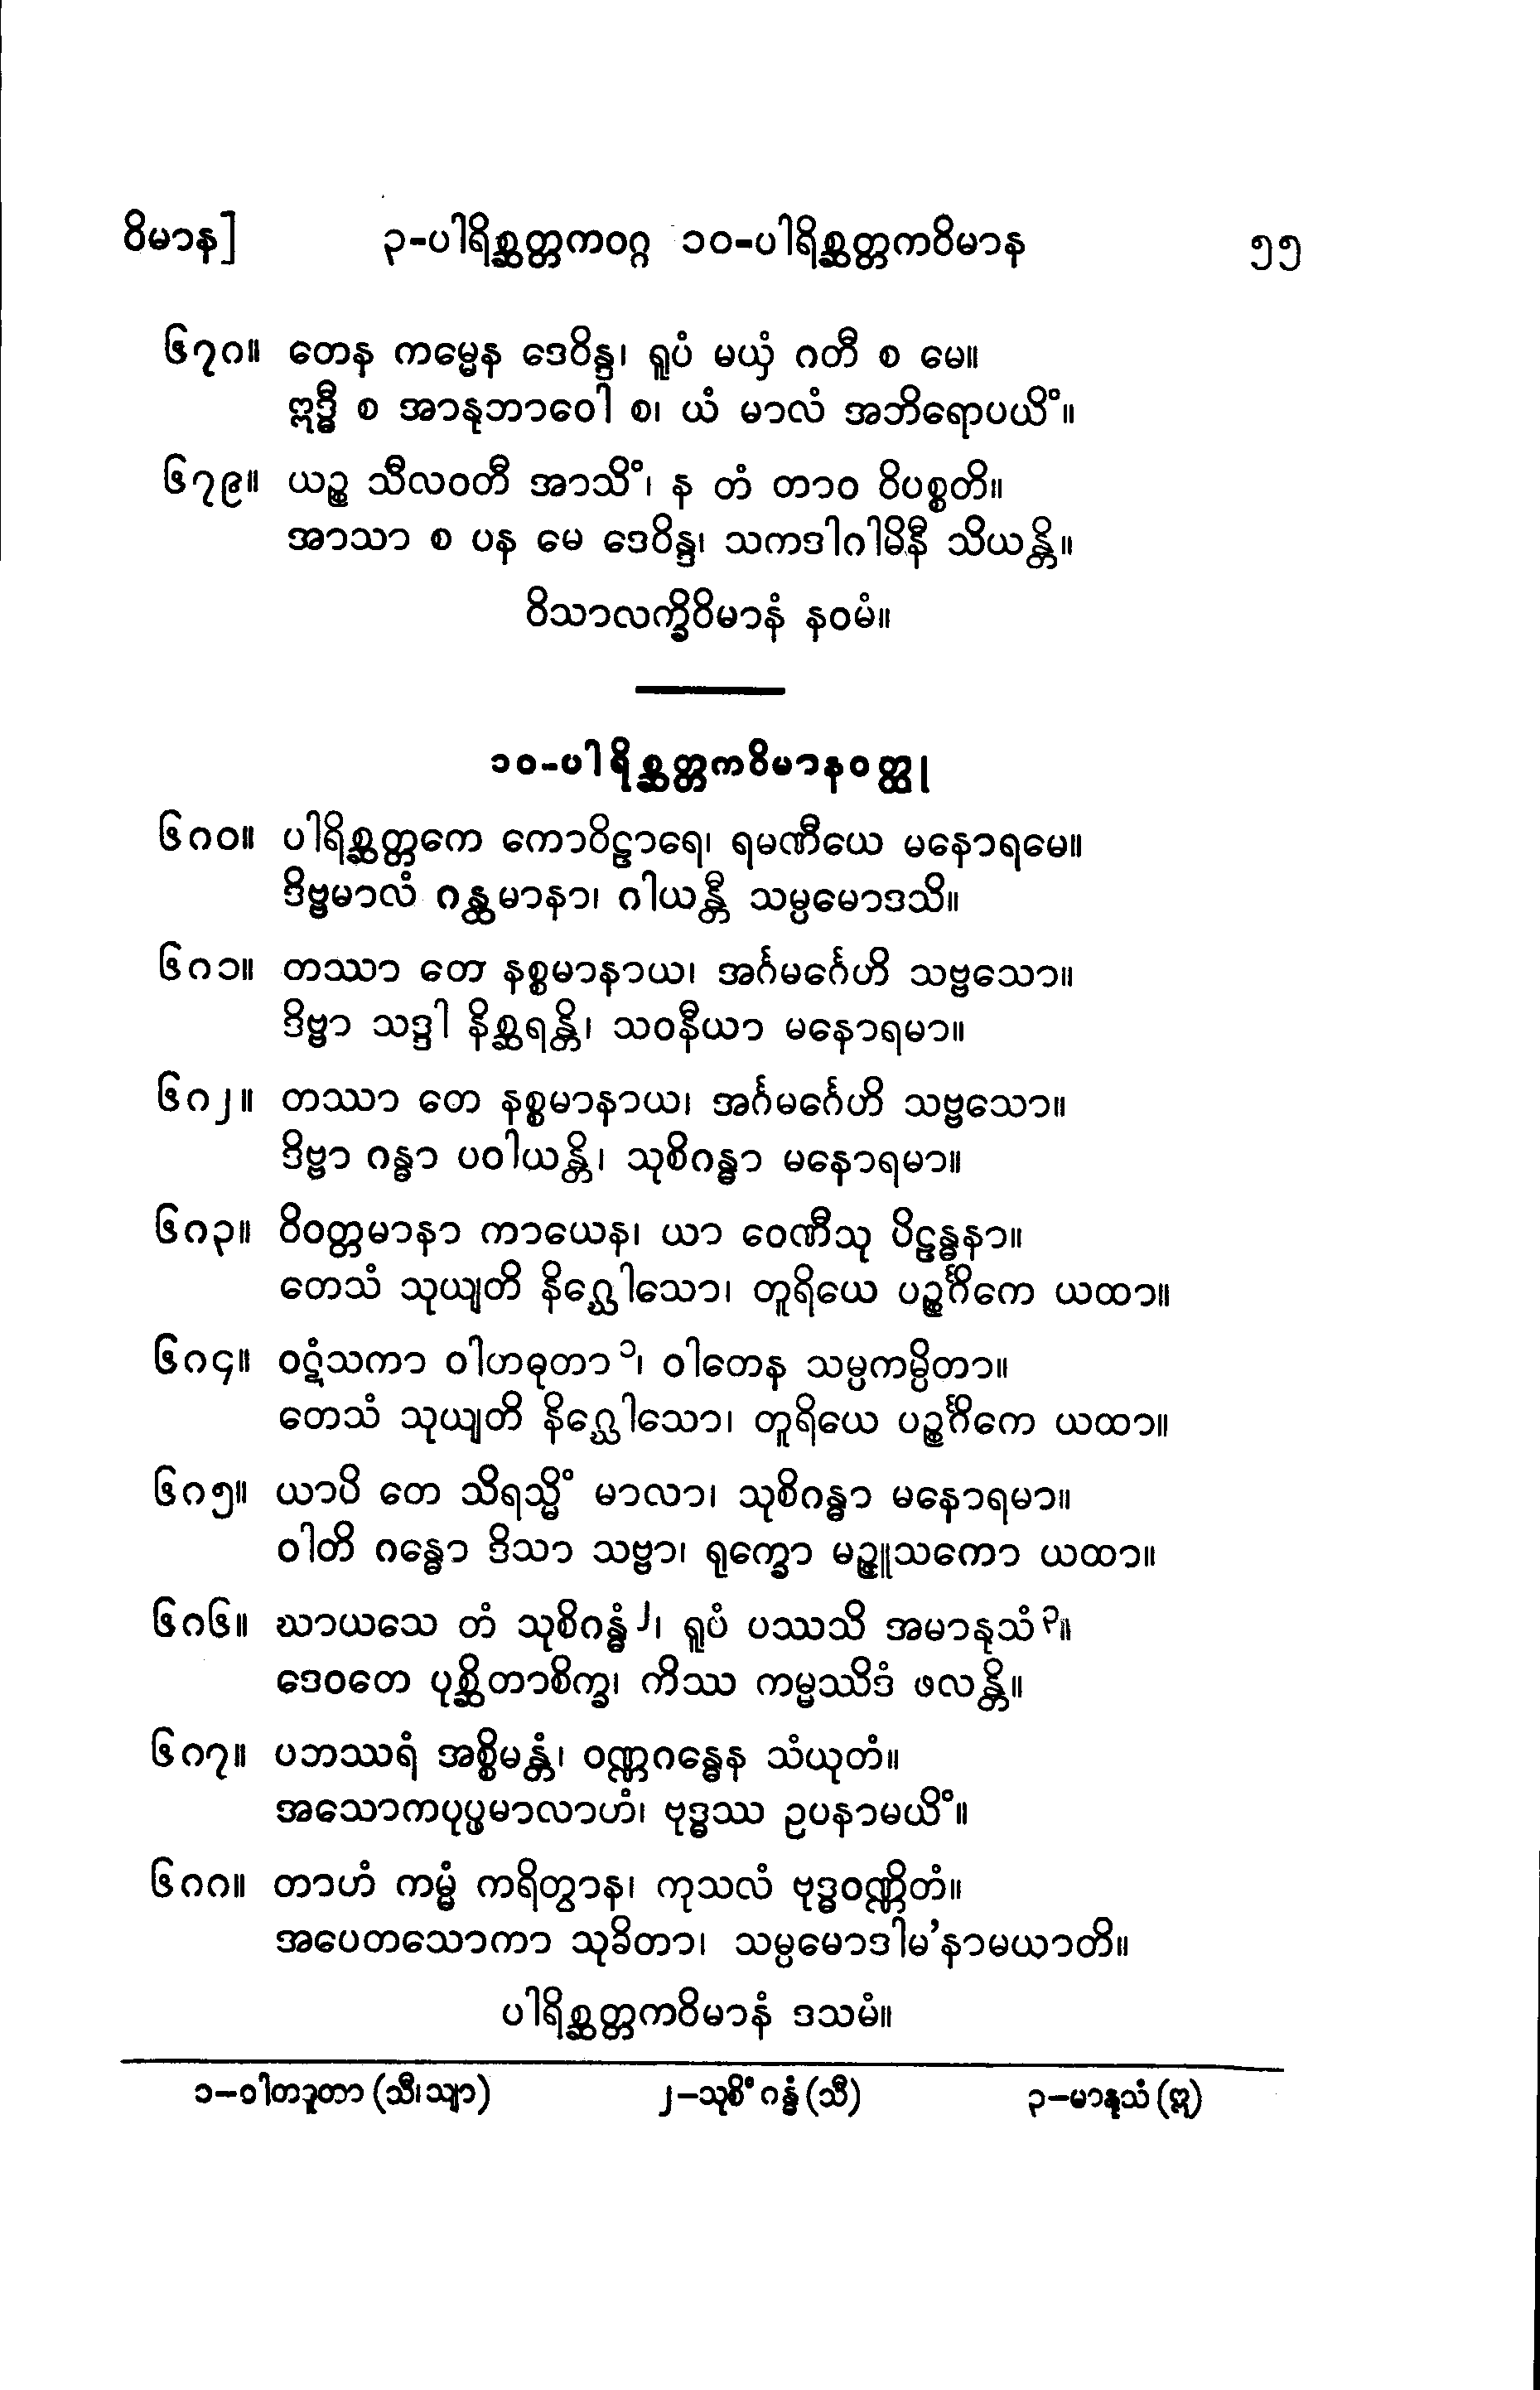 ဝိမာန]	၃-ပါရိစ္ဆတ္တကဝဂ္ဂ ၁၀-ပါရိစ္ဆတ္တကဝိမာန	၅၅
၆၇၈။ တေန ကမ္မေန ဒေဝိန္ဒ၊ ရူပံ မယှံ ဂတီ စ မေ။
ဣဒ္ဓီ စ အာနုဘာဝေါ စ၊ ယံ မာလံ အဘိရောပယိံ။
၆၇၉။ ယဉ္စ သီလဝတီ အာသိံ၊ န တံ တာဝ ဝိပစ္စတိ။
အာသာ စ ပန မေ ဒေဝိန္ဒ၊ သကဒါဂါမိနီ သိယန္တိ။
ဝိသာလက္ခိဝိမာနံ နဝမံ။
၁၀-ပါရိစ္ဆတ္တကဝိမာနဝတ္ထု
၆၈၀။ ပါရိစ္ဆတ္တကေ ကောဝိဠာရေ၊ ရမဏီယေ မနောရမေ။
ဒိဗ္ဗမာလံ ဂန္ထမာနာ၊ ဂါယန္တီ သမ္ပမောဒသိ။
၆၈၁။ တဿာ တေ နစ္စမာနာယ၊ အင်္ဂမင်္ဂေဟိ သဗ္ဗသော။
ဒိဗ္ဗာ သဒ္ဒါ နိစ္ဆရန္တိ၊ သဝနီယာ မနောရမာ။
၆၈၂။ တဿာ တေ နစ္စမာနာယ၊ အင်္ဂမင်္ဂေဟိ သဗ္ဗသော။
ဒိဗ္ဗာ ဂန္ဓာ ပဝါယန္တိ၊ သုစိဂန္ဓာ မနောရမာ။
၆၈၃။ ဝိဝတ္တမာနာ ကာယေန၊ ယာ ဝေဏီသု ပိဠန္ဓနာ။
တေသံ သုယျတိ နိဂ္ဃေါသော၊ တူရိယေ ပဉ္စင်္ဂိကေ ယထာ။
၆၈၄။ ဝဋံသကာ ဝါဟဓုတာ ၁၊ ဝါတေန သမ္ပကမ္ပိတာ။
တေသံ သုယျတိ နိဂ္ဃေါသော၊ တူရိယေ ပဉ္စင်္ဂိကေ ယထာ။
၆၈၅။ ယာပိ တေ သိရသ္မိံ မာလာ၊ သုစိဂန္ဓာ မနောရမာ။
ဝါတိ ဂန္ဓော ဒိသာ သဗ္ဗာ၊ ရုက္ခော မဉ္ဇူသကော ယထာ။
၆၈၆။ ဃာယသေ တံ သုစိဂန္ဓံ ၂၊ ရူပံ ပဿသိ အမာနုသံ ၃။
ဒေဝတေ ပုစ္ဆိတာစိက္ခ၊ ကိဿ ကမ္မဿိဒံ ဖလန္တိ။
၆၈၇။ ပဘဿရံ အစ္စိမန္တံ၊ ဝဏ္ဏဂန္ဓေန သံယုတံ။
အသောကပုပ္ဖမာလာဟံ၊ ဗုဒ္ဓဿ ဥပနာမယိံ။
၆၈၈။ တာဟံ ကမ္မံ ကရိတွာန၊ ကုသလံ ဗုဒ္ဓဝဏ္ဏိတံ။
အပေတသောကာ သုခိတာ၊ သမ္ပမောဒါမ’နာမယာတိ။
ပါရိစ္ဆတ္တကဝိမာနံ ဒသမံ။
၁-ဝါတဒူတာ (သီ၊သျာ)	၂-သုစိံ ဂန္ဓံ (သီ)	၃-မာနုသံ (ဣ)